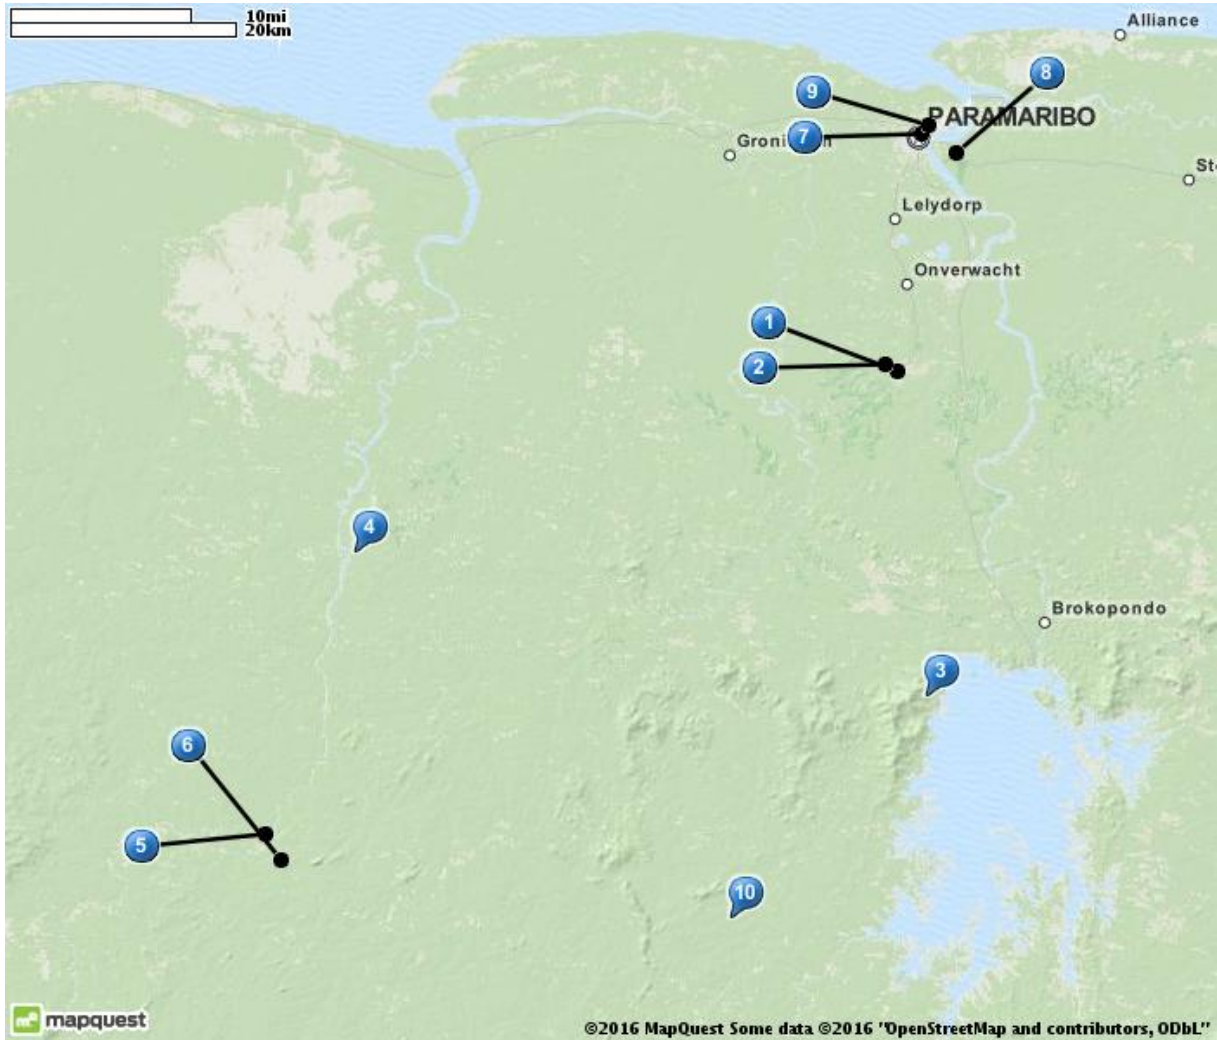 10mi
20km
Alliance
8
9
PARAMARIBO
7
St
Lelydorp
Onverwacht
1
2
4
Brokopondo
3
6
5
10
mapquest
©2016 MapQuest Some data ©2016 "OpenStreetMap and contributors, ODbL"